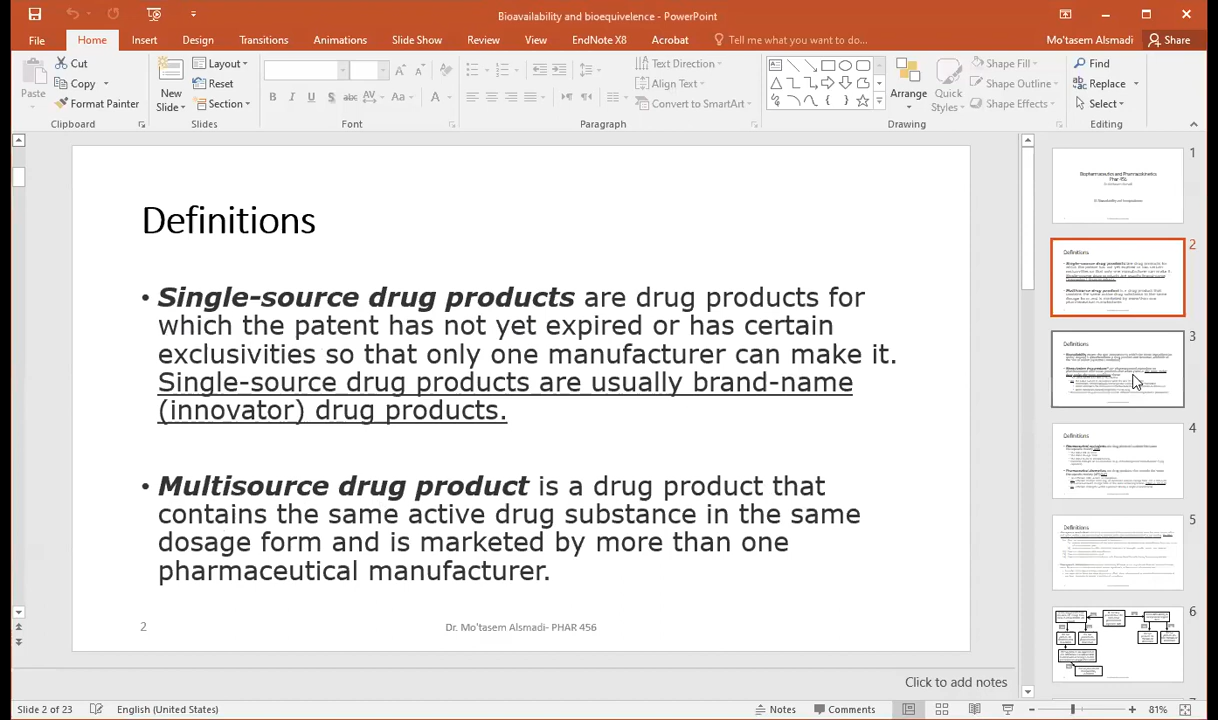 Bioavailability and bioequivelence - PowerPoint
File Home Insert Design Transitions Animations Slide Show Review View EndNote X8 Acrobat Tell me what you want to do... Mo'tasem Alsmadi Share
Paste
Cut
Copy
Format Painter
Clipboard
New
Slide
Layout
Reset
Section
Slides
B I U S abc AV Aa A
Font
Text Direction
Align Text
Convert to SmartArt
Paragraph
Arrange
Quick
Styles
Shape Fill
Shape Outline
Shape Effects
Drawing
Find
Replace
Select
Editing
Definitions
• Single-source drug products are drug products for
which the patent has not yet expired or has certain
exclusivities so that only one manufacturer can make it.
Single-source drug products are usually brand-name
(innovator) drug products.
• Multisource drug product is a drug product that
contains the same active drug substance in the same
dosage form and is marketed by more than one
pharmaceutical manufacturer.
2 Dr. Mo'tasem Alsmadi- PHAR 456
1
2
Definitions
3
Definitions
4
Definitions
5
Definitions
6
Click to add notes
Slide 2 of 23 English (United States) Notes Comments 81%